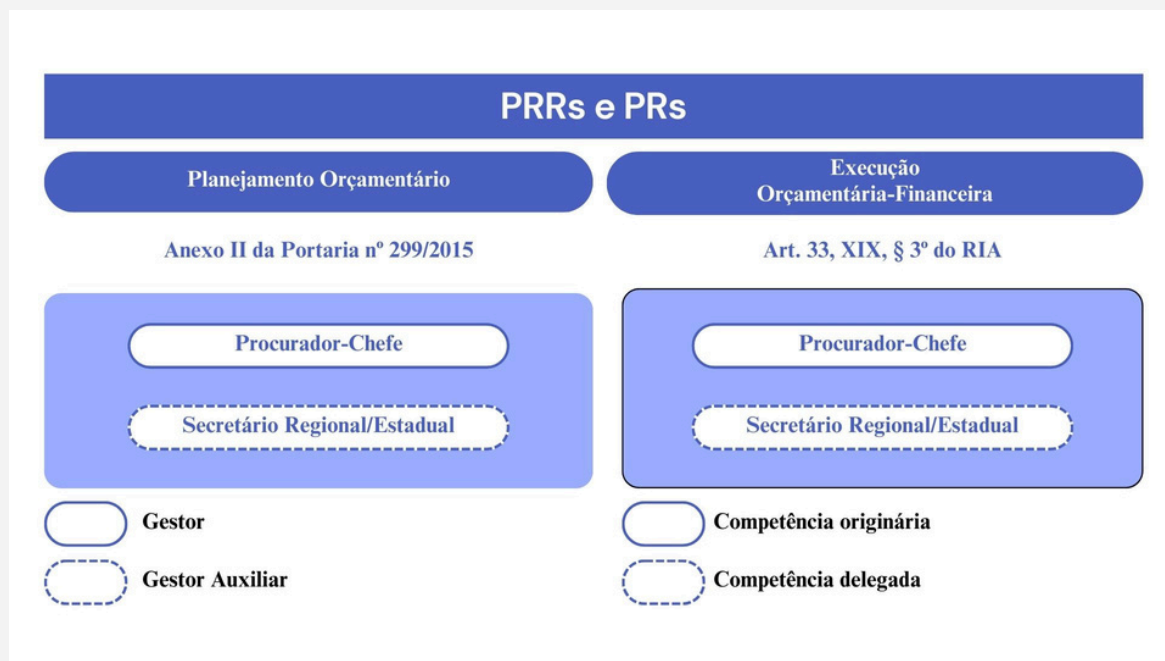 PRRs e PRs
Planejamento Orçamentário
Execução
Orçamentária-Financeira
Anexo II da Portaria nº 299/2015
Art. 33, XIX, § 3º do RIA
Procurador-Chefe
Procurador-Chefe
Secretário Regional/Estadual
Secretário Regional/Estadual
Gestor
Competência originária
Gestor Auxiliar
Competência delegada